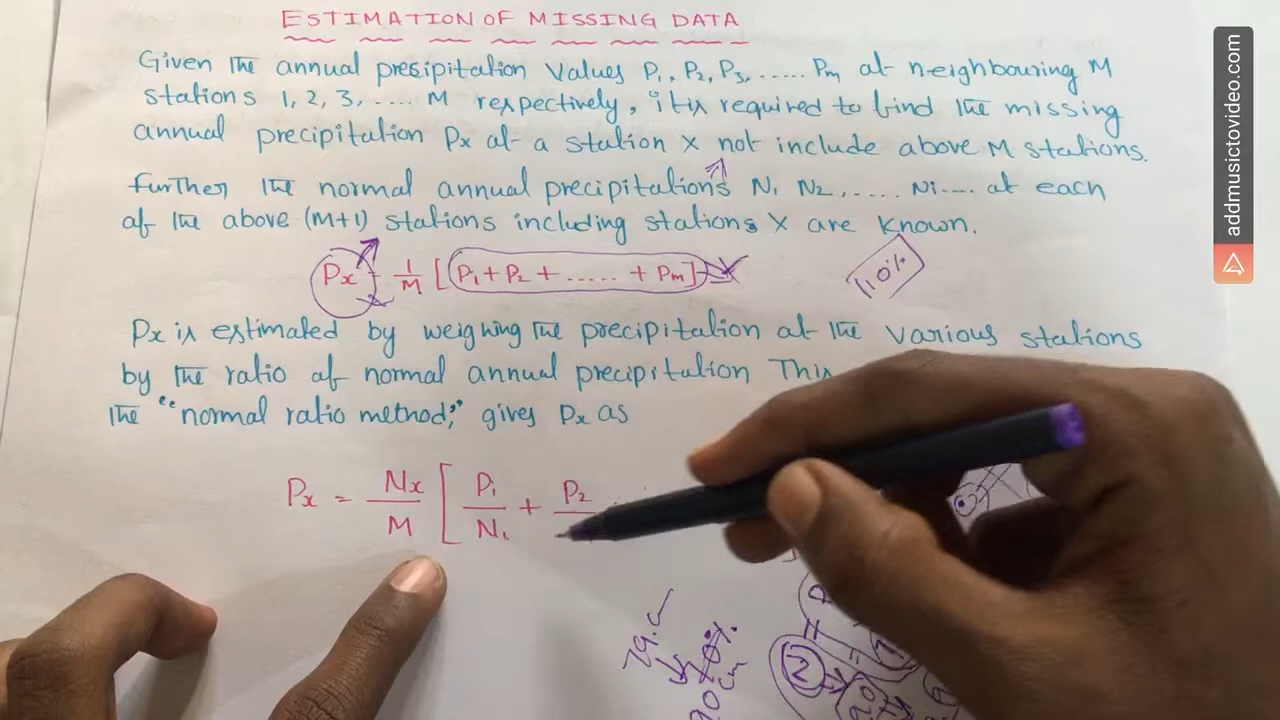 ESTIMATION OF MISSING DATA
Given the annual precipitation values P1, P2, P3, ...... Pm at neighbouring M
stations 1, 2, 3, .... M respectively, it is required to find the missing
annual precipitation Px at a station X not include above M stations.
Further, the normal annual precipitations N1 N2, .... Ni.... at each
of the above (M+1) stations including stations X are known.
Px = 1/M [P1 + P2 + ...... + Pm]
10%
Px is estimated by weighing the precipitation at the various stations
by the ratio of normal annual precipitation This
the "normal ratio method," gives Px as
Px = Nx/M [ P1/N1 + P2
10%
N
addmusictovideo.com